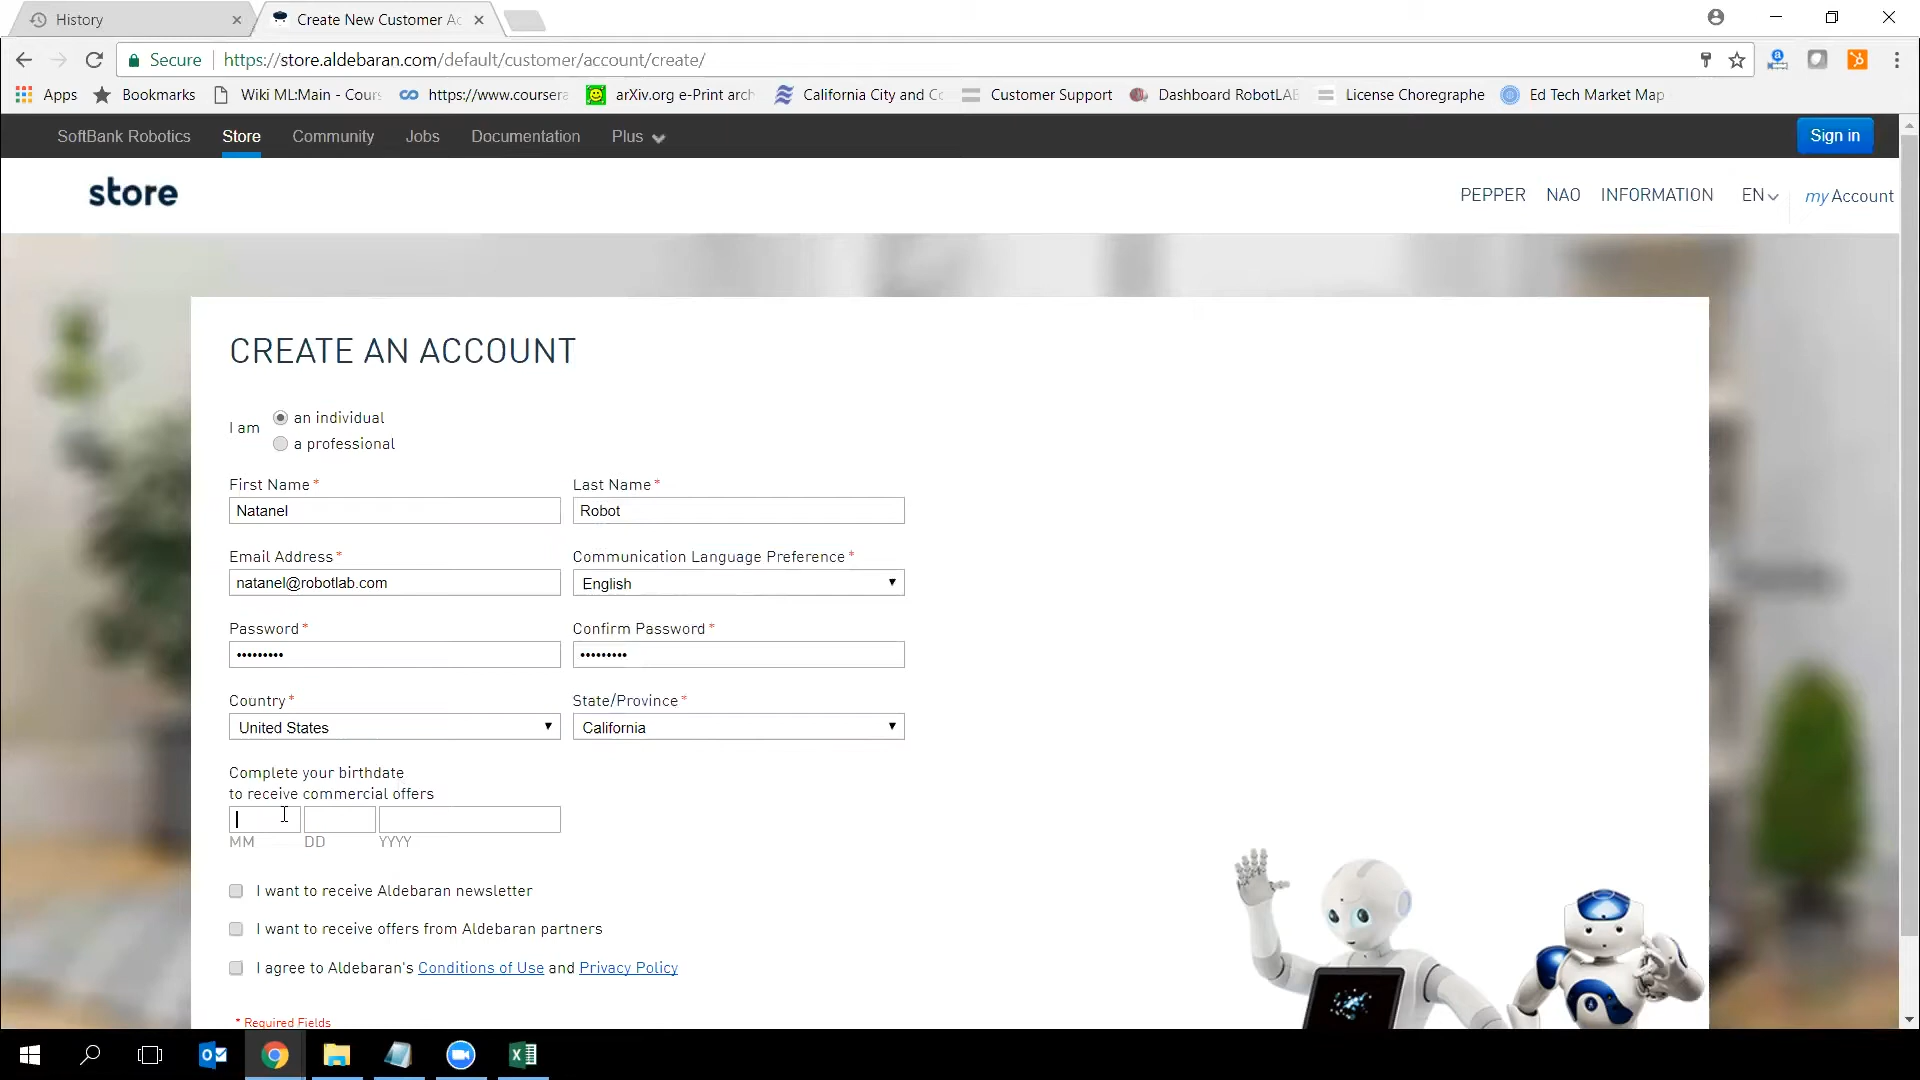 History
Create New Customer Ac
Secure https://store.aldebaran.com/default/customer/account/create/
Apps Bookmarks Wiki ML:Main - Cours https://www.coursera arXiv.org e-Print arch California City and Co Customer Support Dashboard RobotLAB License Choregraphe Ed Tech Market Map
SoftBank Robotics Store Community Jobs Documentation Plus Sign in
store PEPPER NAO INFORMATION EN my Account
CREATE AN ACCOUNT
I am
an individual
a professional
First Name* Last Name*
Natanel Robot
Email Address* Communication Language Preference*
natanel@robotlab.com English
Password* Confirm Password*
••••••••• •••••••••
Country* State/Province*
United States California
Complete your birthdate
to receive commercial offers
MM DD YYYY
I want to receive Aldebaran newsletter
I want to receive offers from Aldebaran partners
I agree to Aldebaran's Conditions of Use and Privacy Policy
* Required Fields